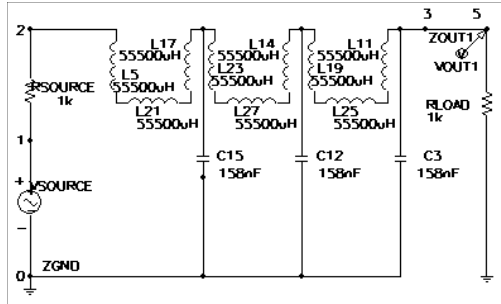 2 3 5
L17 L14 L11 ZOUT1
55500uH 55500uH 55500uH
VOUT1
L5 L23 L19
RSOURCE 55500uH 55500uH 55500uH RLOAD
1k 1k
L21 L27 L25
55500uH 55500uH 55500uH
1 C15 C12 C3
158nF 158nF 158nF
+ VSOURCE
−
0 ZGND